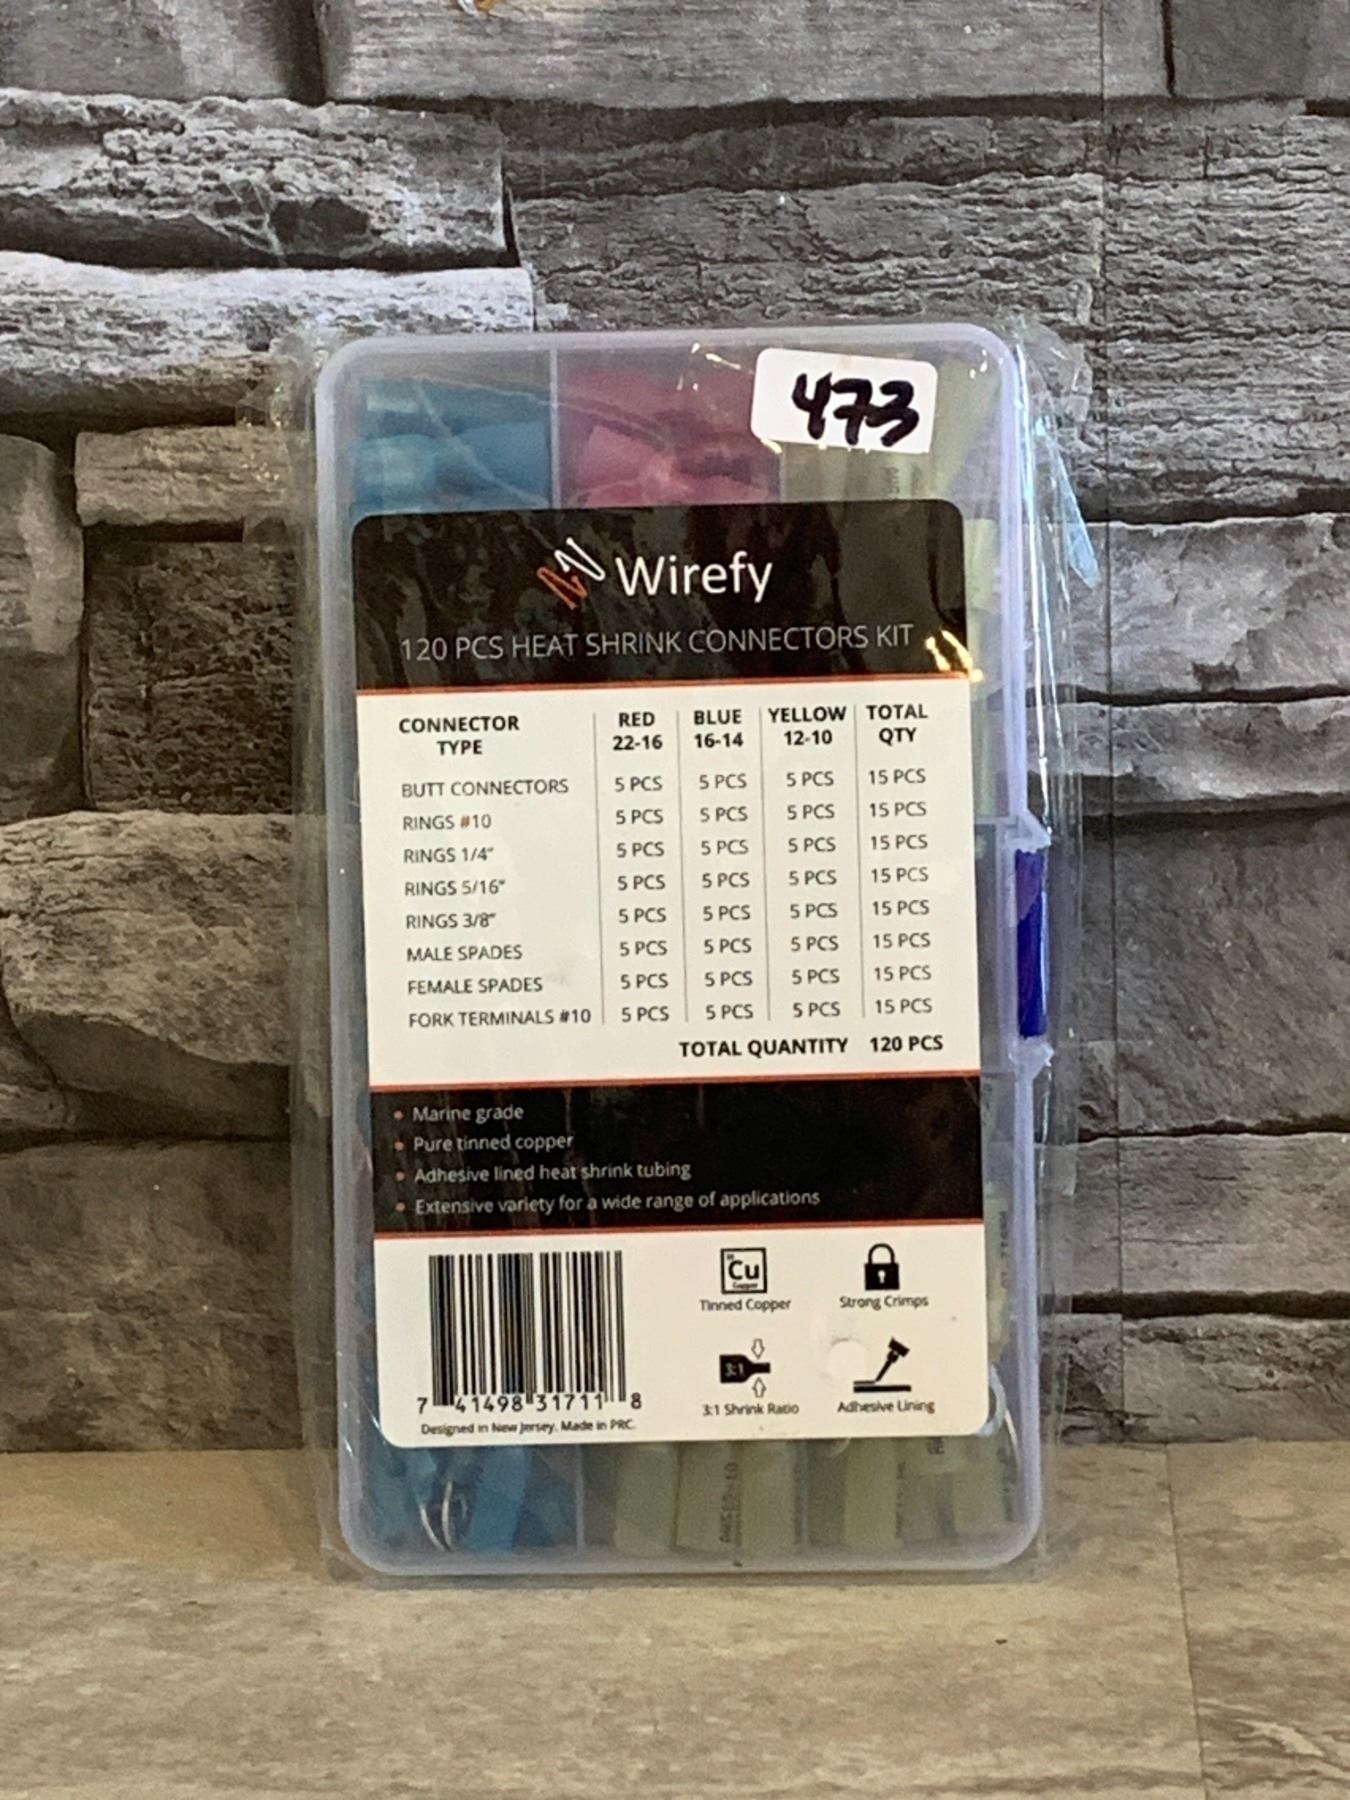 473
Wirefy
120 PCS HEAT SHRINK CONNECTORS KIT
CONNECTOR TYPE RED 22-16 BLUE 16-14 YELLOW 12-10 TOTAL QTY
BUTT CONNECTORS 5 PCS 5 PCS 5 PCS 15 PCS
RINGS #10 5 PCS 5 PCS 5 PCS 15 PCS
RINGS 1/4" 5 PCS 5 PCS 5 PCS 15 PCS
RINGS 5/16" 5 PCS 5 PCS 5 PCS 15 PCS
RINGS 3/8" 5 PCS 5 PCS 5 PCS 15 PCS
MALE SPADES 5 PCS 5 PCS 5 PCS 15 PCS
FEMALE SPADES 5 PCS 5 PCS 5 PCS 15 PCS
FORK TERMINALS #10 5 PCS 5 PCS 5 PCS 15 PCS
TOTAL QUANTITY 120 PCS
• Marine grade
• Pure tinned copper
• Adhesive lined heat shrink tubing
• Extensive variety for a wide range of applications
Cu
Copper
Tinned Copper Strong Crimps
3:1
3:1 Shrink Ratio Adhesive Lining
7 41498 31711 8
Designed in New Jersey. Made in PRC.